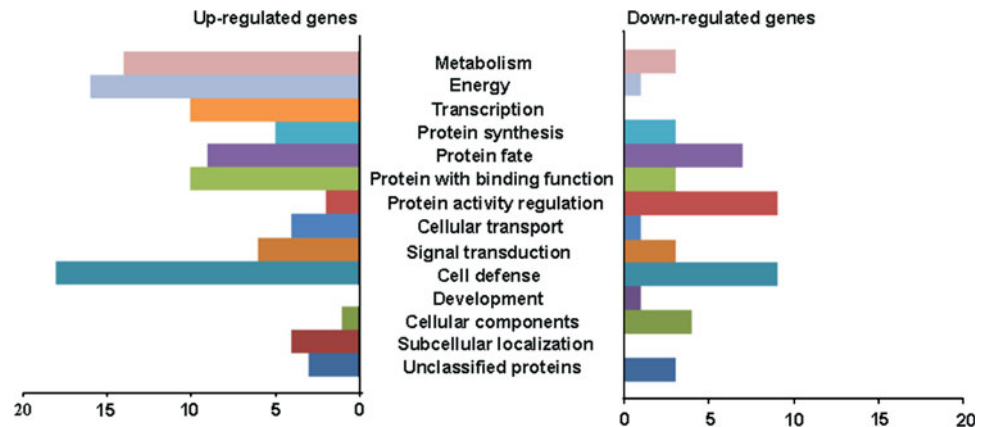 Up-regulated genes
Down-regulated genes
Metabolism
Energy
Transcription
Protein synthesis
Protein fate
Protein with binding function
Protein activity regulation
Cellular transport
Signal transduction
Cell defense
Development
Cellular components
Subcellular localization
Unclassified proteins
20 15 10 5 0
0 5 10 15 20